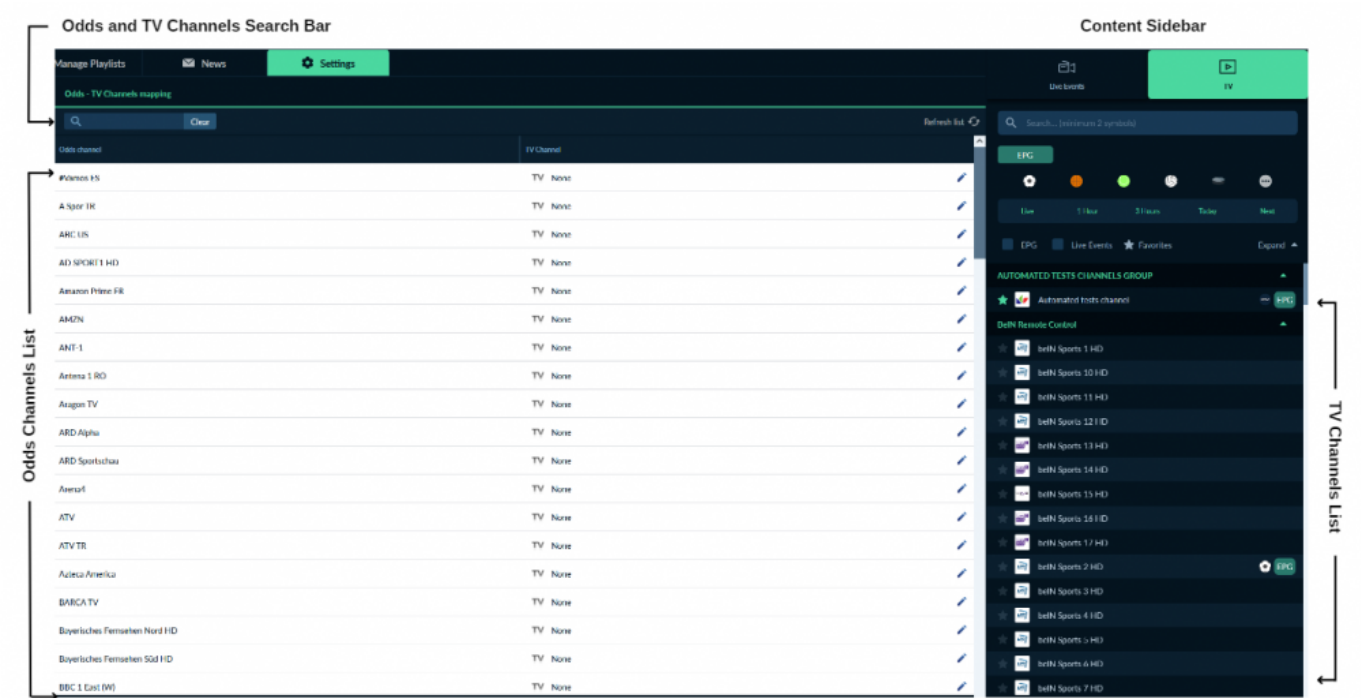 Odds and TV Channels Search Bar
Content Sidebar
Manage Playlists
News
Settings
Live Events
TV
Odds - TV Channels mapping
Clear
Refresh list
Search... (minimum 2 symbols)
Odds channel
TV Channel
EPG
Live
1 Hour
3 Hours
Today
Next
EPG
Live Events
Favorites
Expand
Odds Channels List
#Vamos ES
TV None
A Spor TR
TV None
ABC US
TV None
AD SPORT1 HD
TV None
Amazon Prime FR
TV None
AMZN
TV None
ANT-1
TV None
Antena 1 RO
TV None
Aragon TV
TV None
ARD Alpha
TV None
ARD Sportschau
TV None
Arena4
TV None
ATV
TV None
ATV TR
TV None
Azteca America
TV None
BARCA TV
TV None
Bayerisches Fernsehen Nord HD
TV None
Bayerisches Fernsehen Süd HD
TV None
BBC 1 East (W)
TV None
AUTOMATED TESTS CHANNELS GROUP
Automated tests channel
EPG
BeIN Remote Control
beIN Sports 1 HD
beIN Sports 10 HD
beIN Sports 11 HD
beIN Sports 12 HD
beIN Sports 13 HD
beIN Sports 14 HD
beIN Sports 15 HD
beIN Sports 16 HD
beIN Sports 17 HD
beIN Sports 2 HD
EPG
beIN Sports 3 HD
beIN Sports 4 HD
beIN Sports 5 HD
beIN Sports 6 HD
beIN Sports 7 HD
TV Channels List